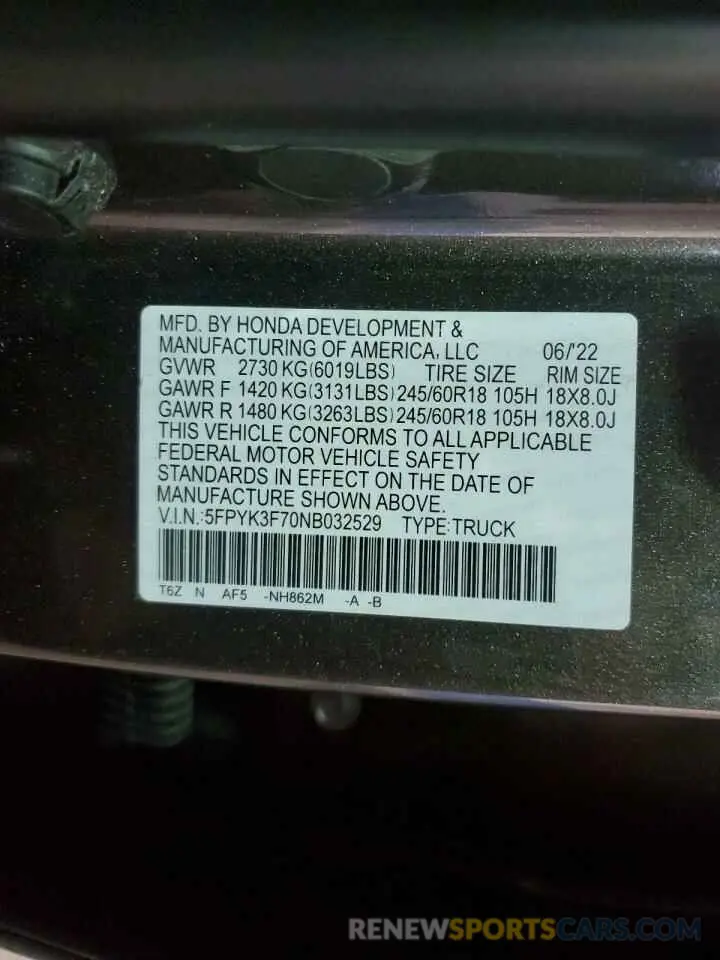 MFD. BY HONDA DEVELOPMENT &
MANUFACTURING OF AMERICA, LLC 06/'22
GVWR 2730 KG(6019LBS) TIRE SIZE RIM SIZE
GAWR F 1420 KG(3131LBS) 245/60R18 105H 18X8.0J
GAWR R 1480 KG(3263LBS) 245/60R18 105H 18X8.0J
THIS VEHICLE CONFORMS TO ALL APPLICABLE
FEDERAL MOTOR VEHICLE SAFETY
STANDARDS IN EFFECT ON THE DATE OF
MANUFACTURE SHOWN ABOVE.
V.I.N.:5FPYK3F70NB032529 TYPE:TRUCK
T6Z N AF5 -NH862M -A -B
RENEWSPORTSCARS.COM